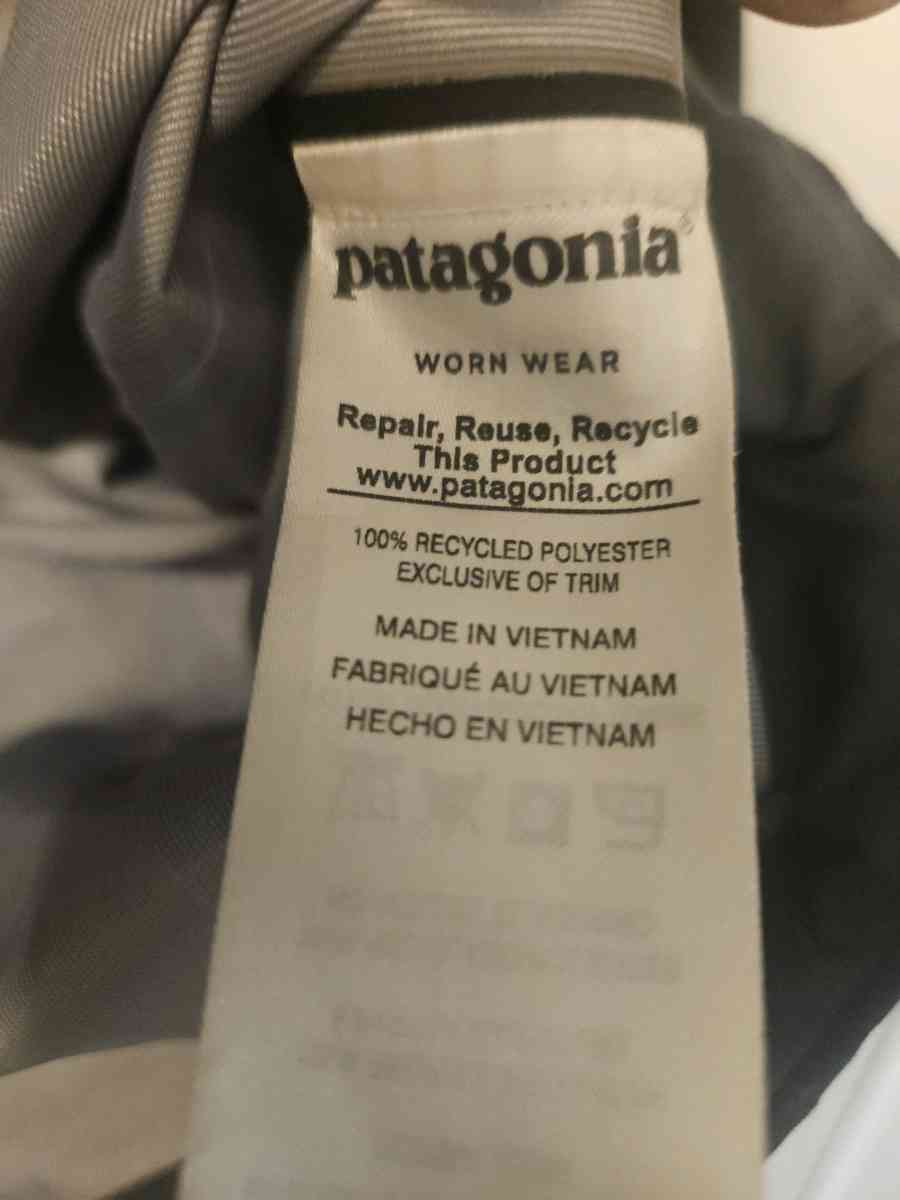 patagonia®
WORN WEAR
Repair, Reuse, Recycle
This Product
www.patagonia.com
100% RECYCLED POLYESTER
EXCLUSIVE OF TRIM
MADE IN VIETNAM
FABRIQUÉ AU VIETNAM
HECHO EN VIETNAM